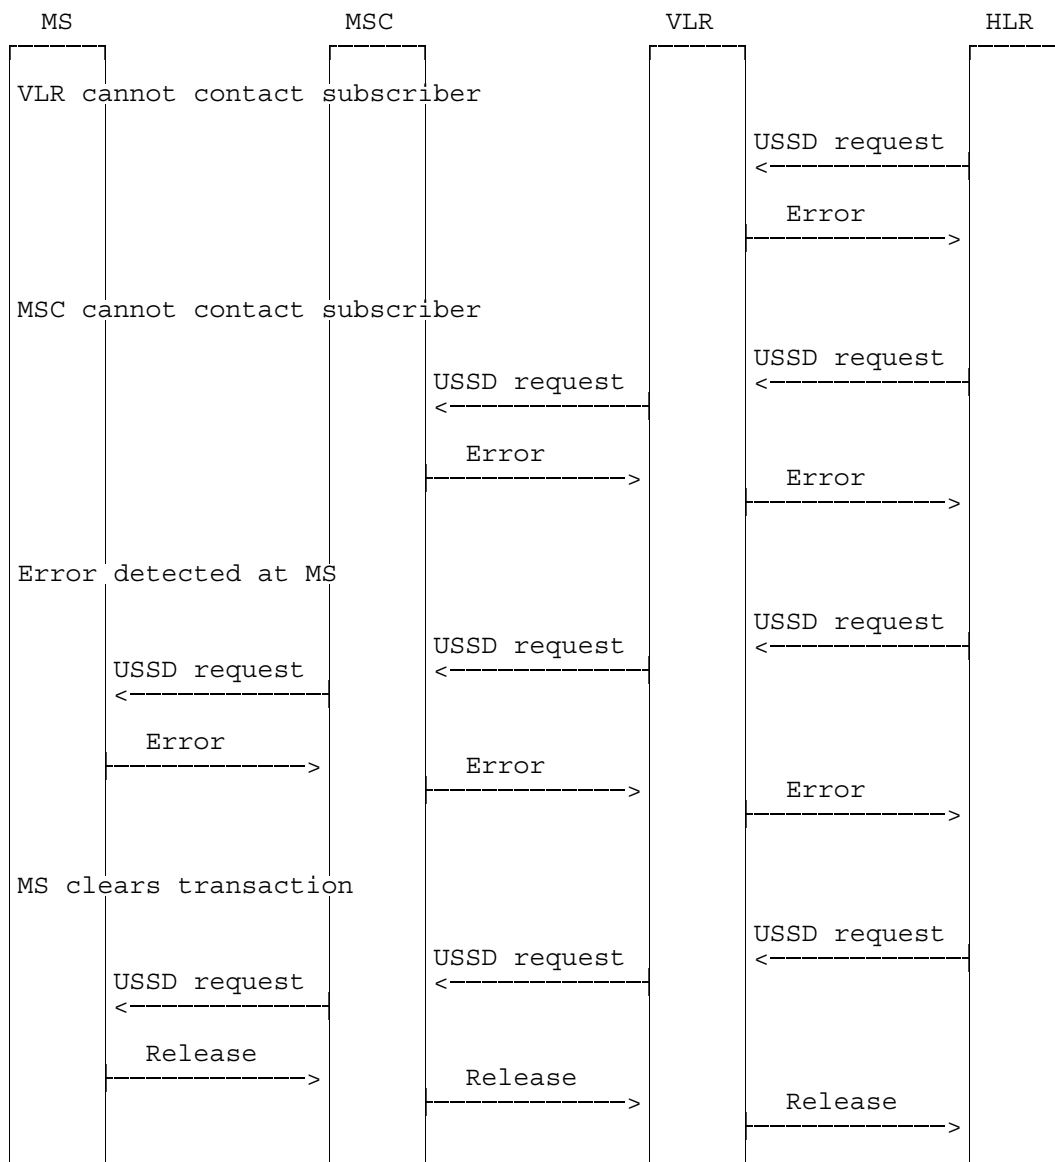 MS MSC VLR HLR
VLR cannot contact subscriber
USSD request
Error
MSC cannot contact subscriber
USSD request
USSD request
Error
Error
Error detected at MS
USSD request
USSD request
USSD request
Error
Error
Error
MS clears transaction
USSD request
USSD request
USSD request
Release
Release
Release